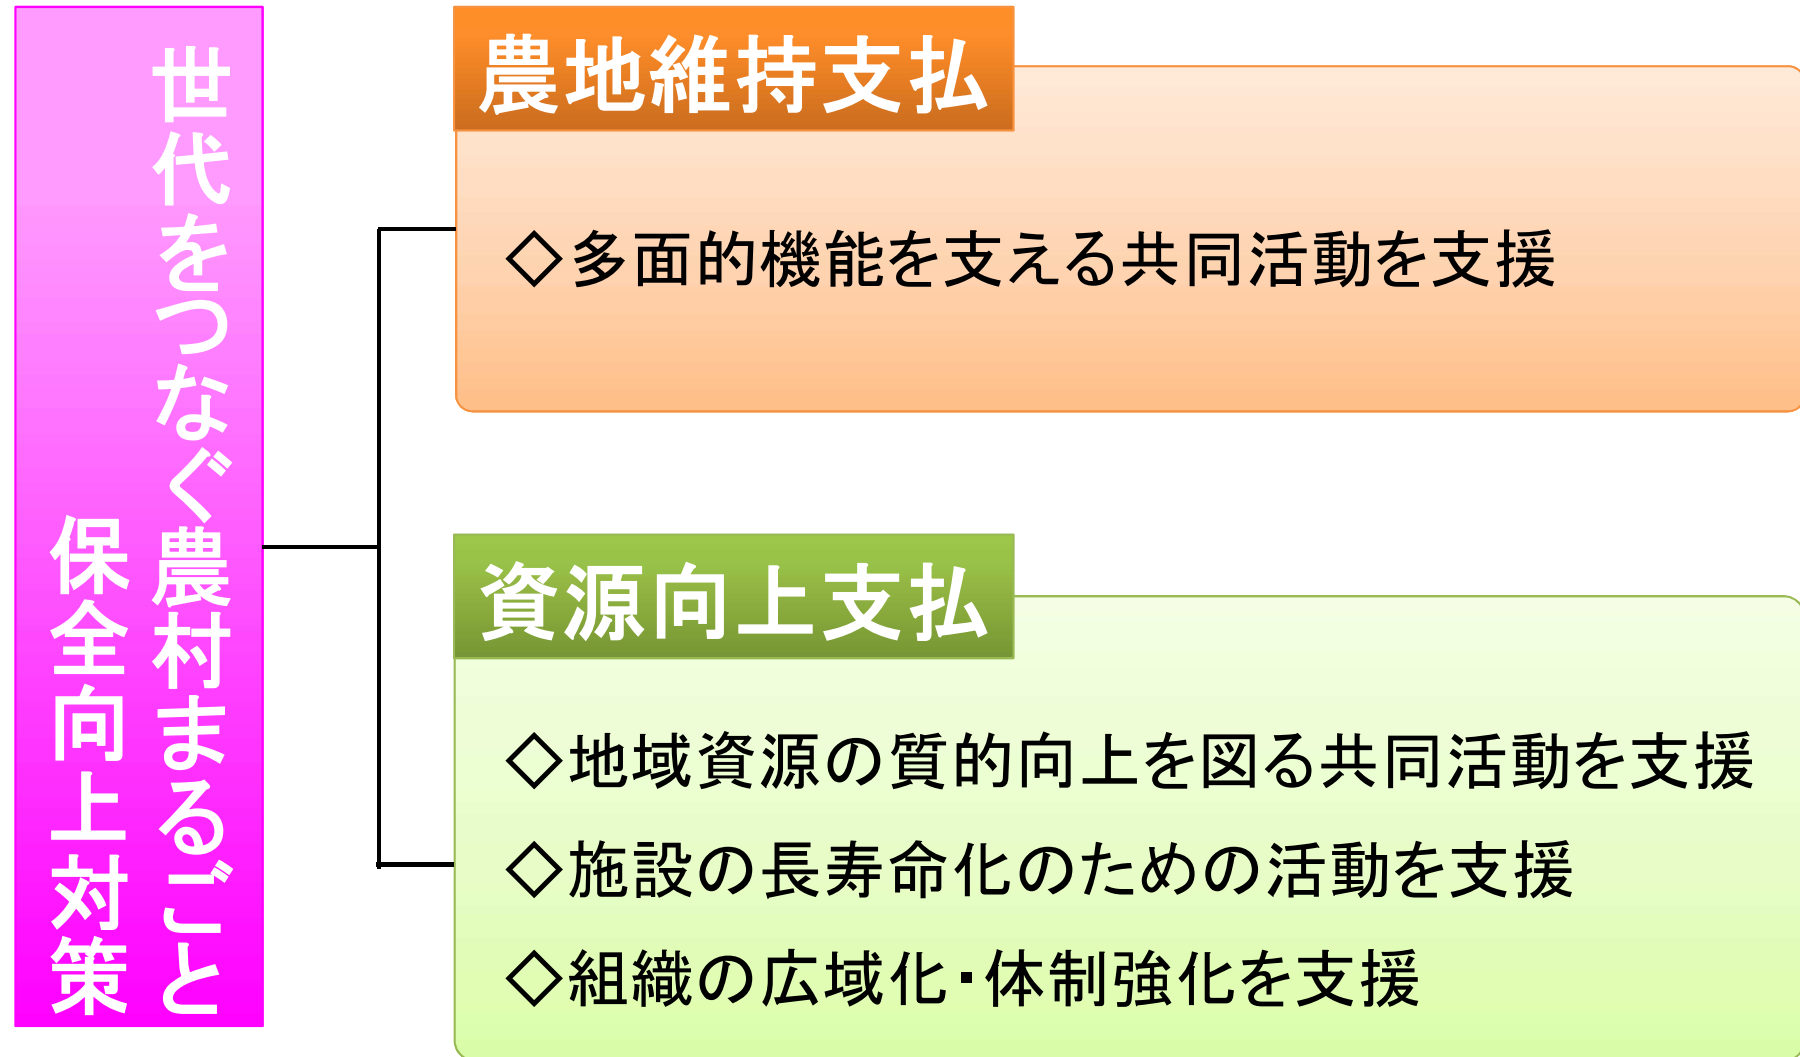 世代をつなぐ農村まるごと
保全向上対策
農地維持支払
◇多面的機能を支える共同活動を支援
資源向上支払
◇地域資源の質的向上を図る共同活動を支援
◇施設の長寿命化のための活動を支援
◇組織の広域化・体制強化を支援